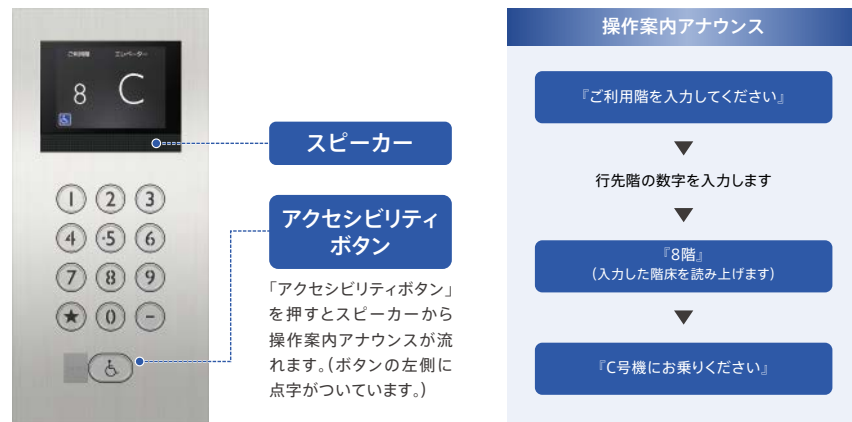 ご利用階 エレベーター
8 C
スピーカー
1 2 3
4 5 6
7 8 9
★ 0 -
アクセシビリティ
ボタン
「アクセシビリティボタン」
を押すとスピーカーから
操作案内アナウンスが流
れます。(ボタンの左側に
点字がついています。)
操作案内アナウンス
『ご利用階を入力してください』
▼
行先階の数字を入力します
▼
『8階』
(入力した階床を読み上げます)
▼
『C号機にお乗りください』